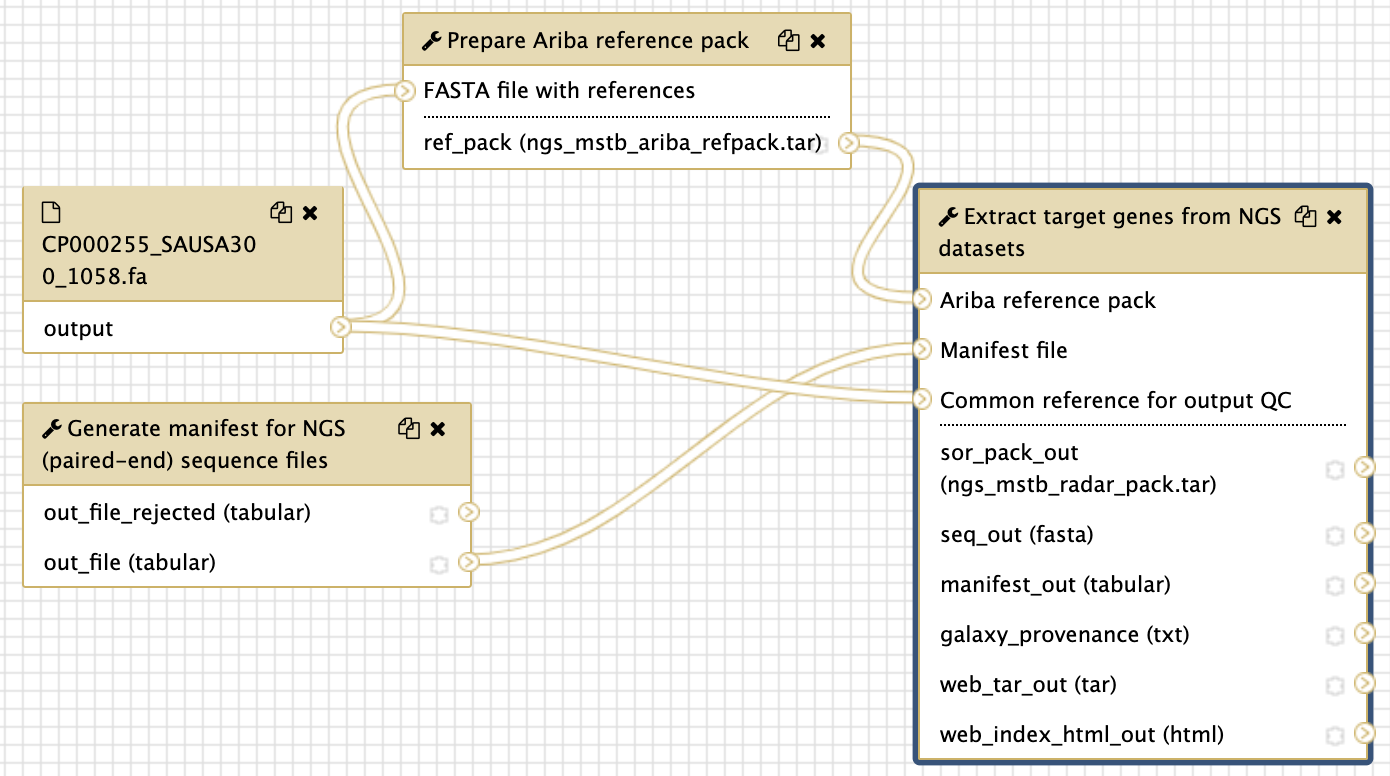 Prepare Ariba reference pack
FASTA file with references
ref_pack (ngs_mstb_ariba_refpack.tar)
CP000255_SAUSA30
0_1058.fa
output
Generate manifest for NGS
(paired-end) sequence files
out_file_rejected (tabular)
out_file (tabular)
Extract target genes from NGS
datasets
Ariba reference pack
Manifest file
Common reference for output QC
sor_pack_out
(ngs_mstb_radar_pack.tar)
seq_out (fasta)
manifest_out (tabular)
galaxy_provenance (txt)
web_tar_out (tar)
web_index_html_out (html)